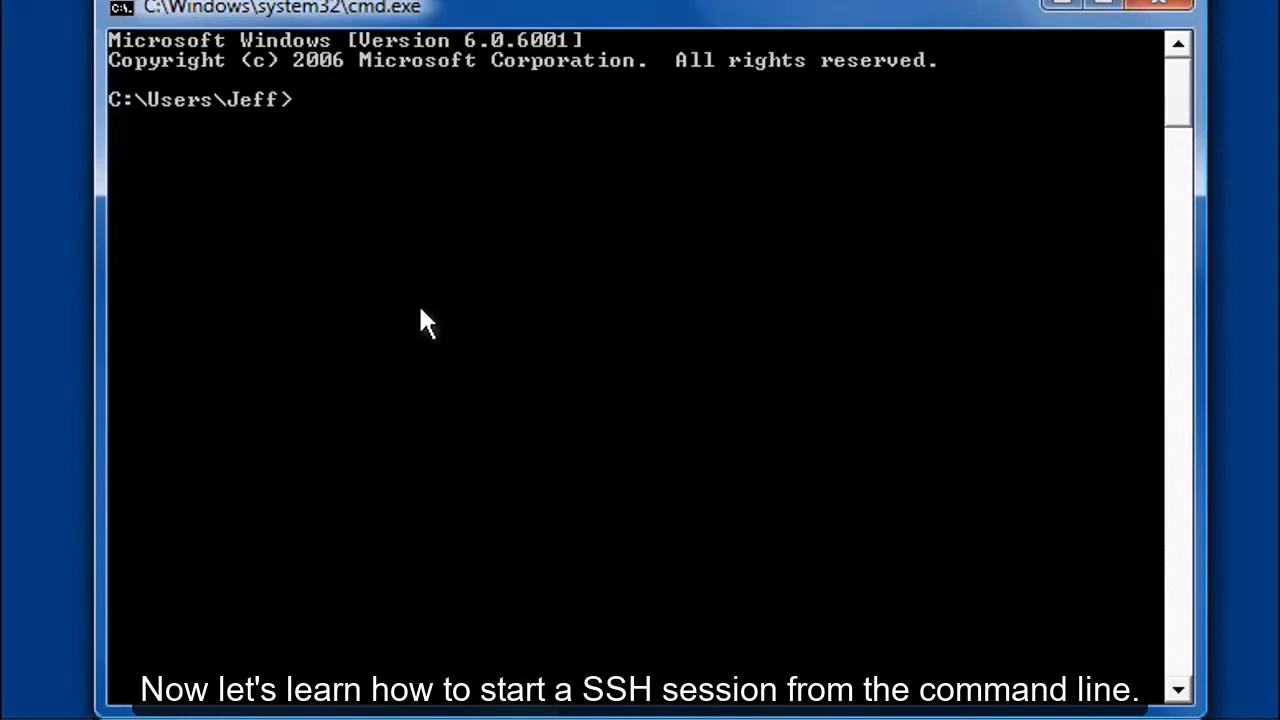 C:\Windows\system32\cmd.exe
Microsoft Windows [Version 6.0.6001]
Copyright (c) 2006 Microsoft Corporation.  All rights reserved.
C:\Users\Jeff>
Now let's learn how to start a SSH session from the command line.